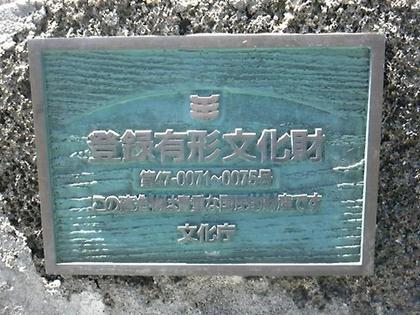 登録有形文化財
第47-0071~0075号
この建造物は貴重な国民的財産です
文化庁